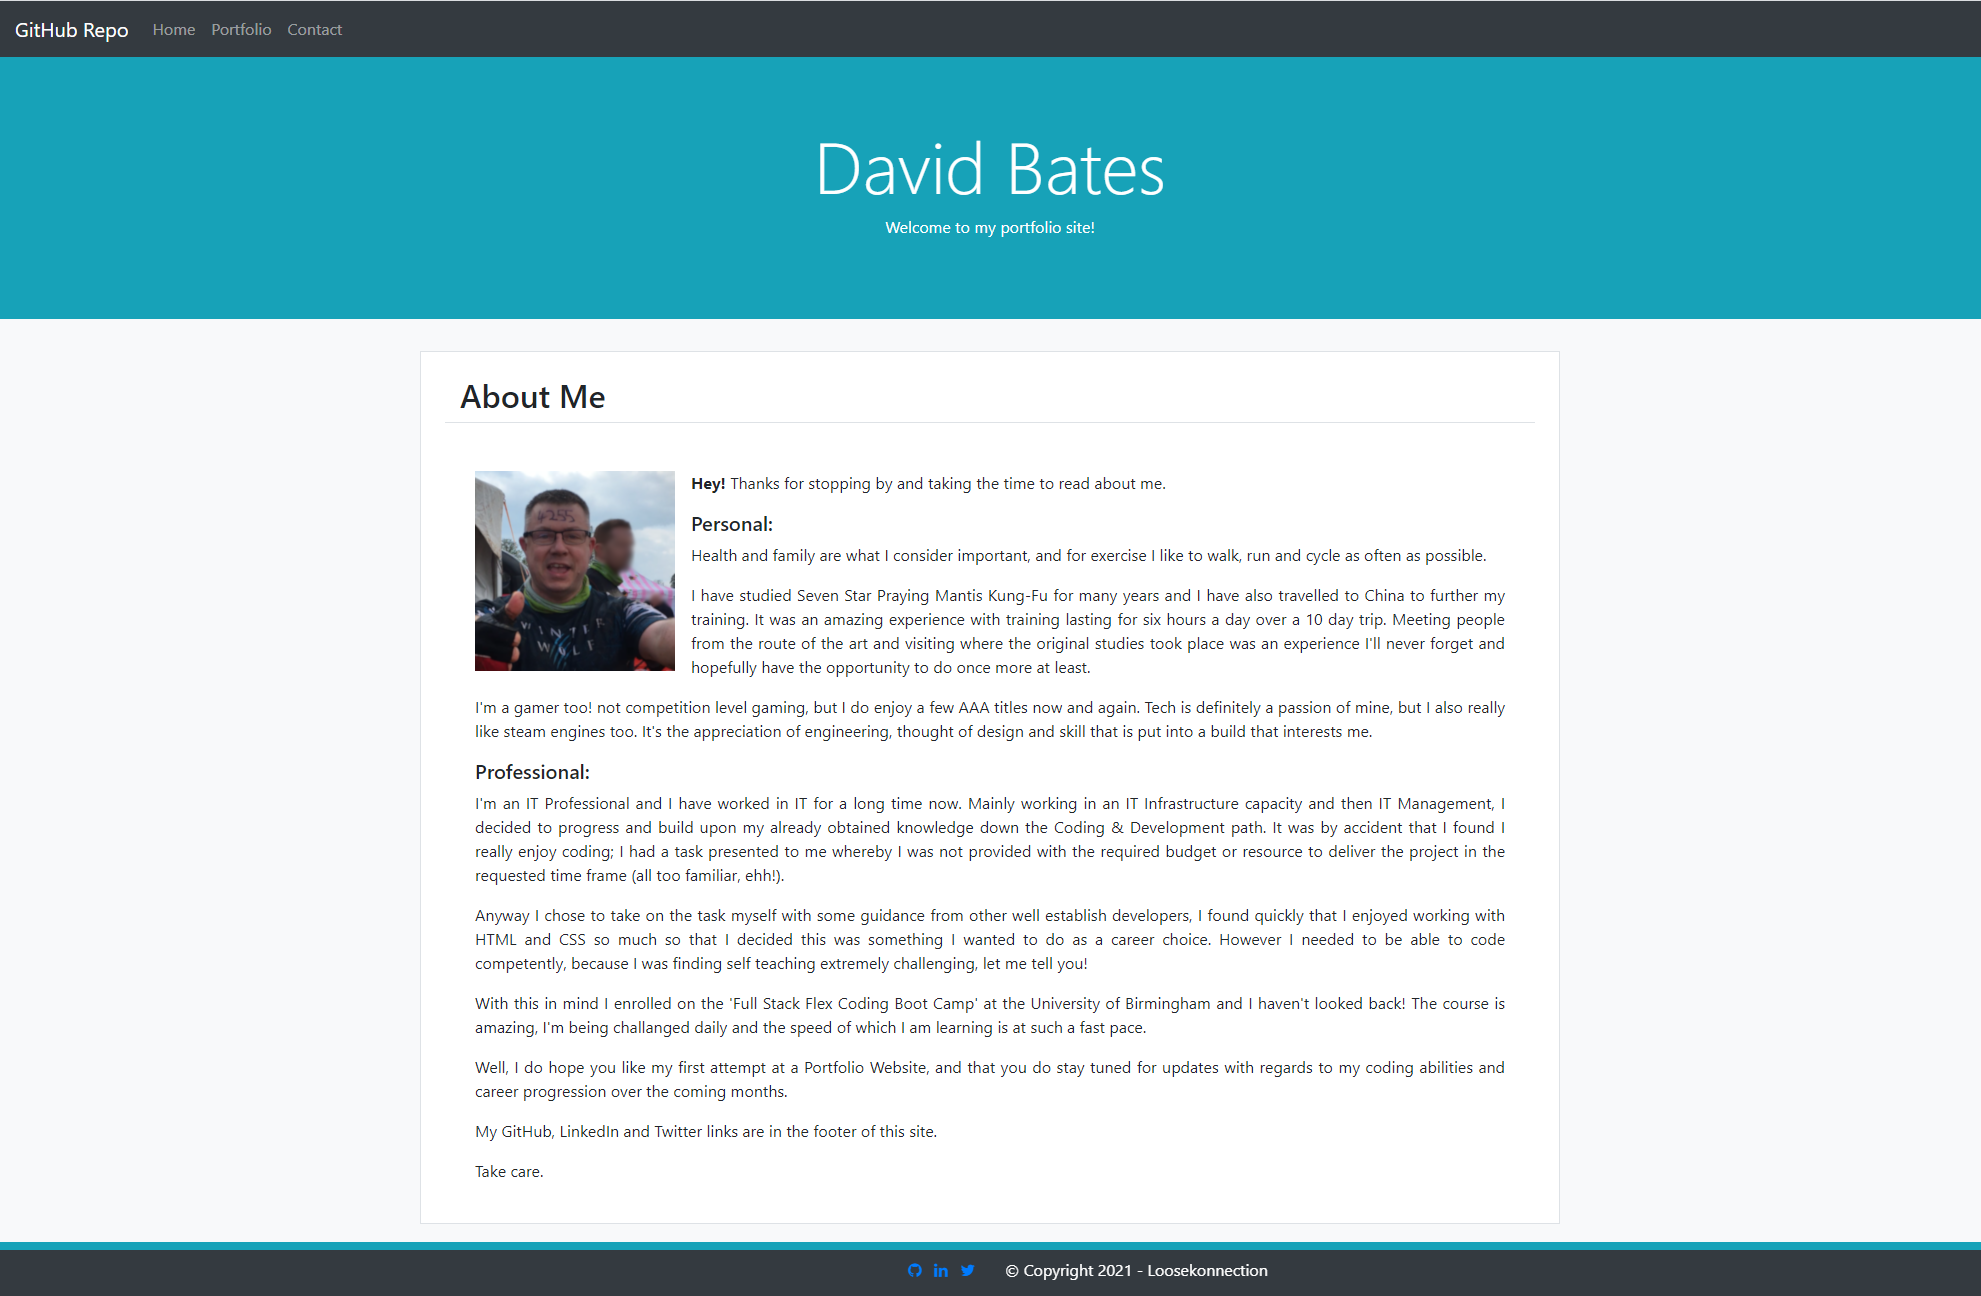 GitHub Repo Home Portfolio Contact
David Bates
Welcome to my portfolio site!
About Me
4255
WINTER
WOLF
Hey! Thanks for stopping by and taking the time to read about me.
Personal:
Health and family are what I consider important, and for exercise I like to walk, run and cycle as often as possible.
I have studied Seven Star Praying Mantis Kung-Fu for many years and I have also travelled to China to further my
training. It was an amazing experience with training lasting for six hours a day over a 10 day trip. Meeting people
from the route of the art and visiting where the original studies took place was an experience I'll never forget and
hopefully have the opportunity to do once more at least.
I'm a gamer too! not competition level gaming, but I do enjoy a few AAA titles now and again. Tech is definitely a passion of mine, but I also really
like steam engines too. It's the appreciation of engineering, thought of design and skill that is put into a build that interests me.
Professional:
I'm an IT Professional and I have worked in IT for a long time now. Mainly working in an IT Infrastructure capacity and then IT Management, I
decided to progress and build upon my already obtained knowledge down the Coding & Development path. It was by accident that I found I
really enjoy coding; I had a task presented to me whereby I was not provided with the required budget or resource to deliver the project in the
requested time frame (all too familiar, ehh!).
Anyway I chose to take on the task myself with some guidance from other well establish developers, I found quickly that I enjoyed working with
HTML and CSS so much so that I decided this was something I wanted to do as a career choice. However I needed to be able to code
competently, because I was finding self teaching extremely challenging, let me tell you!
With this in mind I enrolled on the 'Full Stack Flex Coding Boot Camp' at the University of Birmingham and I haven't looked back! The course is
amazing, I'm being challanged daily and the speed of which I am learning is at such a fast pace.
Well, I do hope you like my first attempt at a Portfolio Website, and that you do stay tuned for updates with regards to my coding abilities and
career progression over the coming months.
My GitHub, LinkedIn and Twitter links are in the footer of this site.
Take care.
in © Copyright 2021 - Loosekonnection